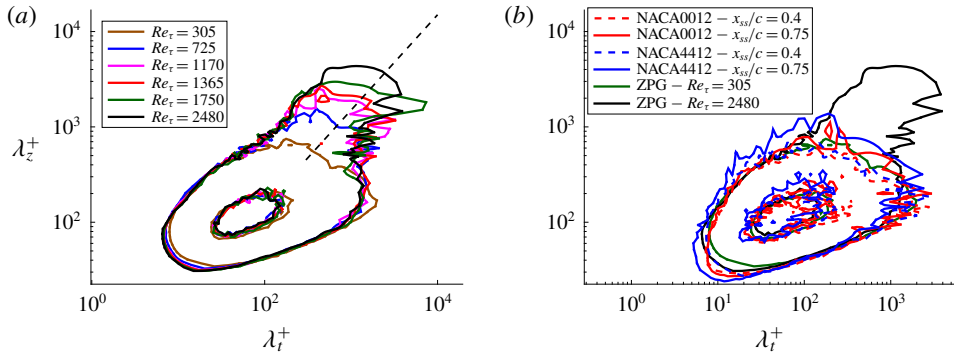 (a)
10^4
10^3
10^2
λ_z^+
10^0
10^2
10^4
λ_t^+
Re_τ = 305
Re_τ = 725
Re_τ = 1170
Re_τ = 1365
Re_τ = 1750
Re_τ = 2480
(b)
10^4
10^3
10^2
10^0
10^1
10^2
10^3
λ_t^+
NACA0012 – x_ss/c = 0.4
NACA0012 – x_ss/c = 0.75
NACA4412 – x_ss/c = 0.4
NACA4412 – x_ss/c = 0.75
ZPG – Re_τ = 305
ZPG – Re_τ = 2480